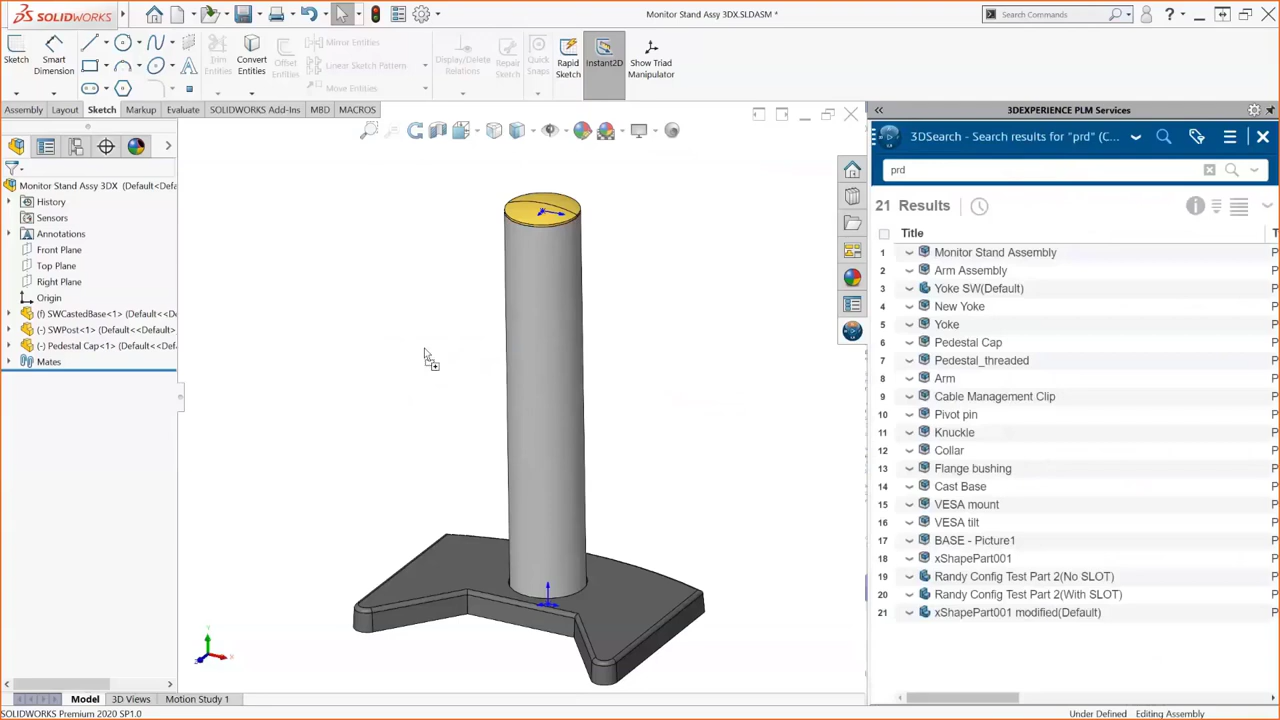 SOLIDWORKS
Monitor Stand Assy 3DX.SLDASM *
Search Commands
Sketch
Smart Dimension
Trim Entities
Convert Entities
Offset Entities
Mirror Entities
Linear Sketch Pattern
Move Entities
Display/Delete Relations
Repair Sketch
Quick Snaps
Rapid Sketch
Instant2D
Show Triad Manipulator
Assembly Layout Sketch Markup Evaluate SOLIDWORKS Add-Ins MBD MACROS
Monitor Stand Assy 3DX (Default<Defau
History
Sensors
Annotations
Front Plane
Top Plane
Right Plane
Origin
(f) SWCastedBase<1> (Default<<Defau
(-) SWPost<1> (Default<<Default>
(-) Pedestal Cap<1> (Default<<Default
Mates
3DEXPERIENCE PLM Services
3DSearch - Search results for "prd" (C...
prd
21 Results
Title
1 Monitor Stand Assembly P
2 Arm Assembly P
3 Yoke SW(Default) P
4 New Yoke P
5 Yoke P
6 Pedestal Cap P
7 Pedestal_threaded P
8 Arm P
9 Cable Management Clip P
10 Pivot pin P
11 Knuckle P
12 Collar P
13 Flange bushing P
14 Cast Base P
15 VESA mount P
16 VESA tilt P
17 BASE - Picture1 P
18 xShapePart001 P
19 Randy Config Test Part 2(No SLOT) P
20 Randy Config Test Part 2(With SLOT) P
21 xShapePart001 modified(Default) P
Model 3D Views Motion Study 1
SOLIDWORKS Premium 2020 SP1.0
Under Defined Editing Assembly